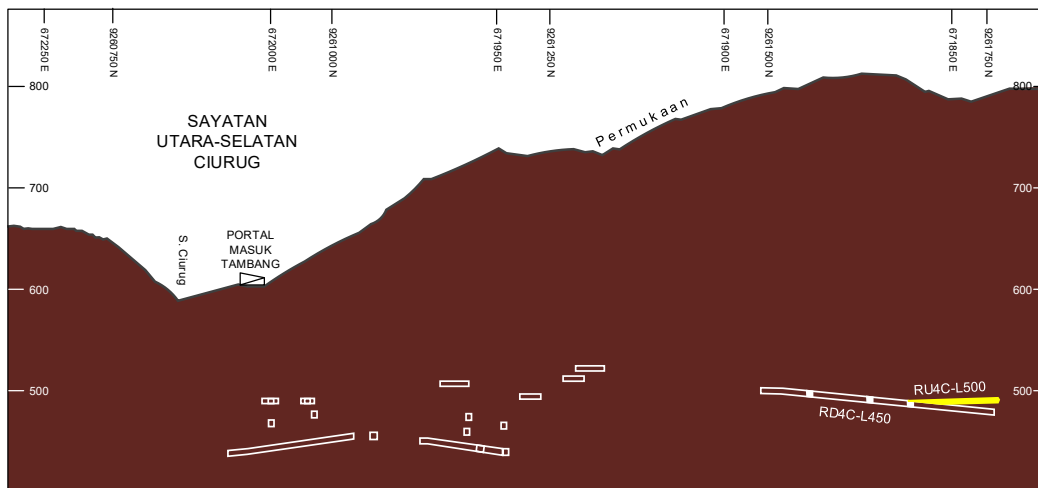 672250 E
9260750 N
672000 E
9261000 N
671950 E
9261250 N
671900 E
9261500 N
671850 E
9261750 N
800
800
SAYATAN
UTARA-SELATAN
CIURUG
Permukaan
700
700
PORTAL
MASUK
TAMBANG
S. Ciurug
600
600
500
500
RU4C-L500
RD4C-L450